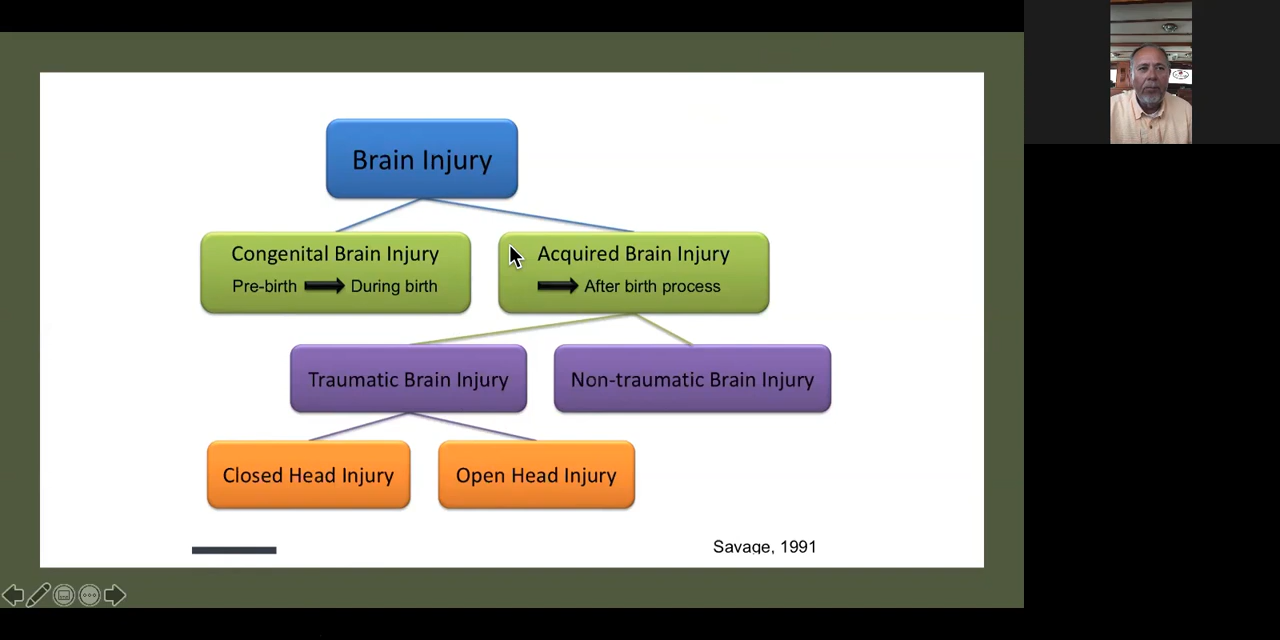 Brain Injury
Congenital Brain Injury
Pre-birth During birth
Acquired Brain Injury
After birth process
Traumatic Brain Injury
Non-traumatic Brain Injury
Closed Head Injury
Open Head Injury
Savage, 1991